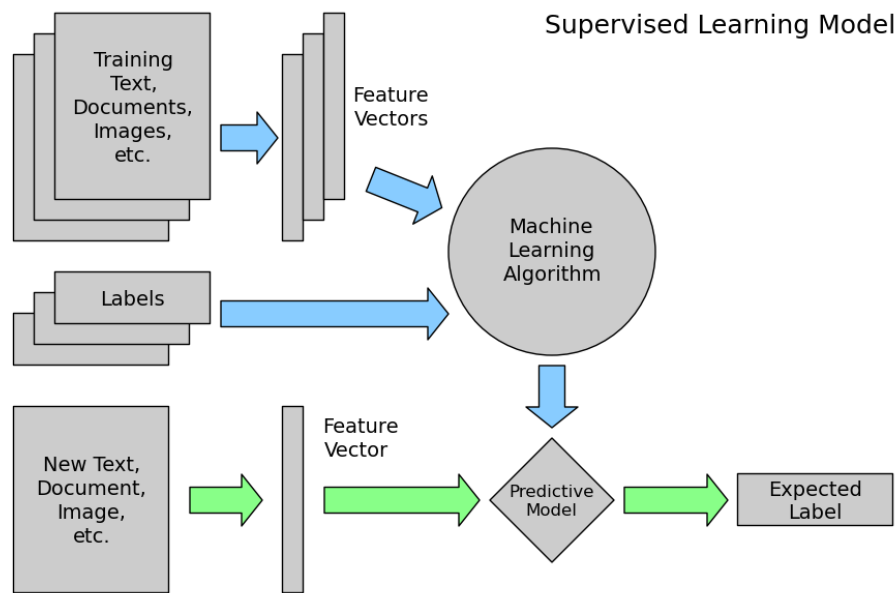 Supervised Learning Model
Training
Text,
Documents,
Images,
etc.
Feature
Vectors
Machine
Learning
Algorithm
Labels
New Text,
Document,
Image,
etc.
Feature
Vector
Predictive
Model
Expected
Label